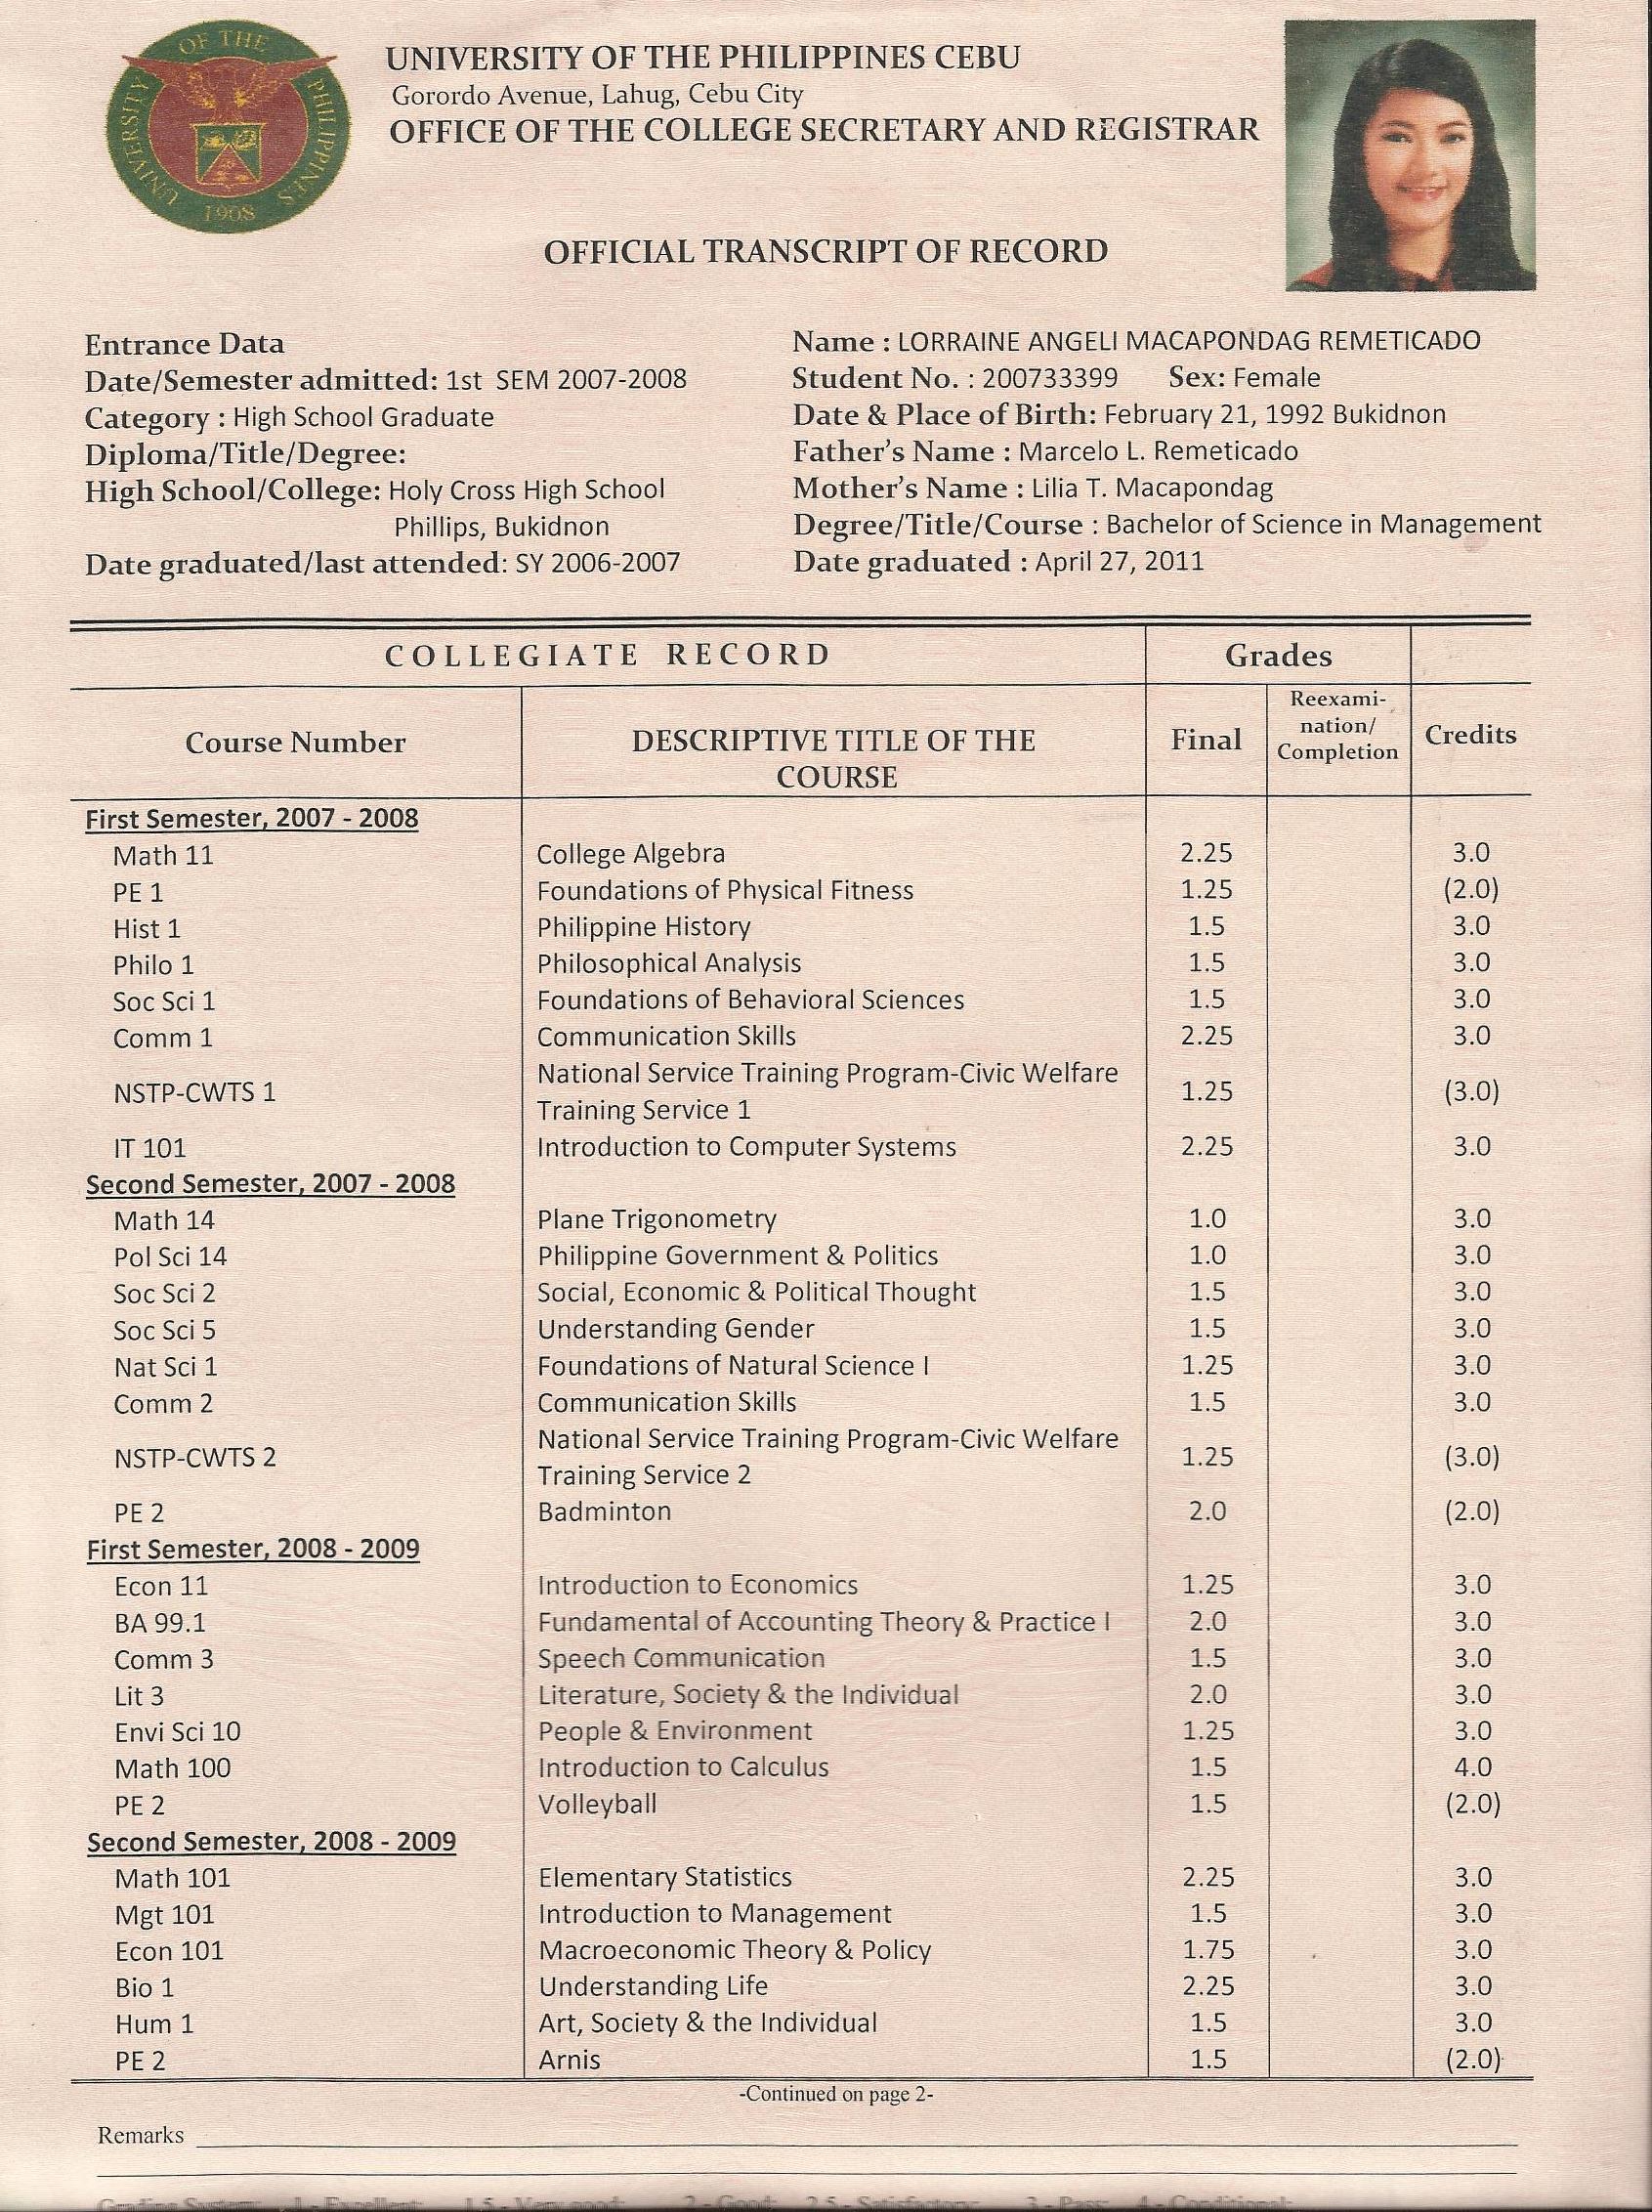 OF THE
UNIVERSITY
PHILIPPINES
1908
UNIVERSITY OF THE PHILIPPINES CEBU
Gorordo Avenue, Lahug, Cebu City
OFFICE OF THE COLLEGE SECRETARY AND REGISTRAR
OFFICIAL TRANSCRIPT OF RECORD
Entrance Data
Date/Semester admitted: 1st SEM 2007-2008
Category : High School Graduate
Diploma/Title/Degree:
High School/College: Holy Cross High School
Phillips, Bukidnon
Date graduated/last attended: SY 2006-2007
Name : LORRAINE ANGELI MACAPONDAG REMETICADO
Student No. : 200733399 Sex: Female
Date & Place of Birth: February 21, 1992 Bukidnon
Father's Name : Marcelo L. Remeticado
Mother's Name : Lilia T. Macapondag
Degree/Title/Course : Bachelor of Science in Management
Date graduated : April 27, 2011
COLLEGIATE RECORD Grades
Course Number DESCRIPTIVE TITLE OF THE COURSE Final Reexami-nation/Completion Credits
First Semester, 2007 - 2008
Math 11 College Algebra 2.25 3.0
PE 1 Foundations of Physical Fitness 1.25 (2.0)
Hist 1 Philippine History 1.5 3.0
Philo 1 Philosophical Analysis 1.5 3.0
Soc Sci 1 Foundations of Behavioral Sciences 1.5 3.0
Comm 1 Communication Skills 2.25 3.0
NSTP-CWTS 1 National Service Training Program-Civic Welfare Training Service 1 1.25 (3.0)
IT 101 Introduction to Computer Systems 2.25 3.0
Second Semester, 2007 - 2008
Math 14 Plane Trigonometry 1.0 3.0
Pol Sci 14 Philippine Government & Politics 1.0 3.0
Soc Sci 2 Social, Economic & Political Thought 1.5 3.0
Soc Sci 5 Understanding Gender 1.5 3.0
Nat Sci 1 Foundations of Natural Science I 1.25 3.0
Comm 2 Communication Skills 1.5 3.0
NSTP-CWTS 2 National Service Training Program-Civic Welfare Training Service 2 1.25 (3.0)
PE 2 Badminton 2.0 (2.0)
First Semester, 2008 - 2009
Econ 11 Introduction to Economics 1.25 3.0
BA 99.1 Fundamental of Accounting Theory & Practice I 2.0 3.0
Comm 3 Speech Communication 1.5 3.0
Lit 3 Literature, Society & the Individual 2.0 3.0
Envi Sci 10 People & Environment 1.25 3.0
Math 100 Introduction to Calculus 1.5 4.0
PE 2 Volleyball 1.5 (2.0)
Second Semester, 2008 - 2009
Math 101 Elementary Statistics 2.25 3.0
Mgt 101 Introduction to Management 1.5 3.0
Econ 101 Macroeconomic Theory & Policy 1.75 3.0
Bio 1 Understanding Life 2.25 3.0
Hum 1 Art, Society & the Individual 1.5 3.0
PE 2 Arnis 1.5 (2.0)
-Continued on page 2-
Remarks
Grading System: 1 - Excellent; 1.5 - Very good; 2 - Good; 2.5 - Satisfactory; 3 - Pass; 4 - Conditional;